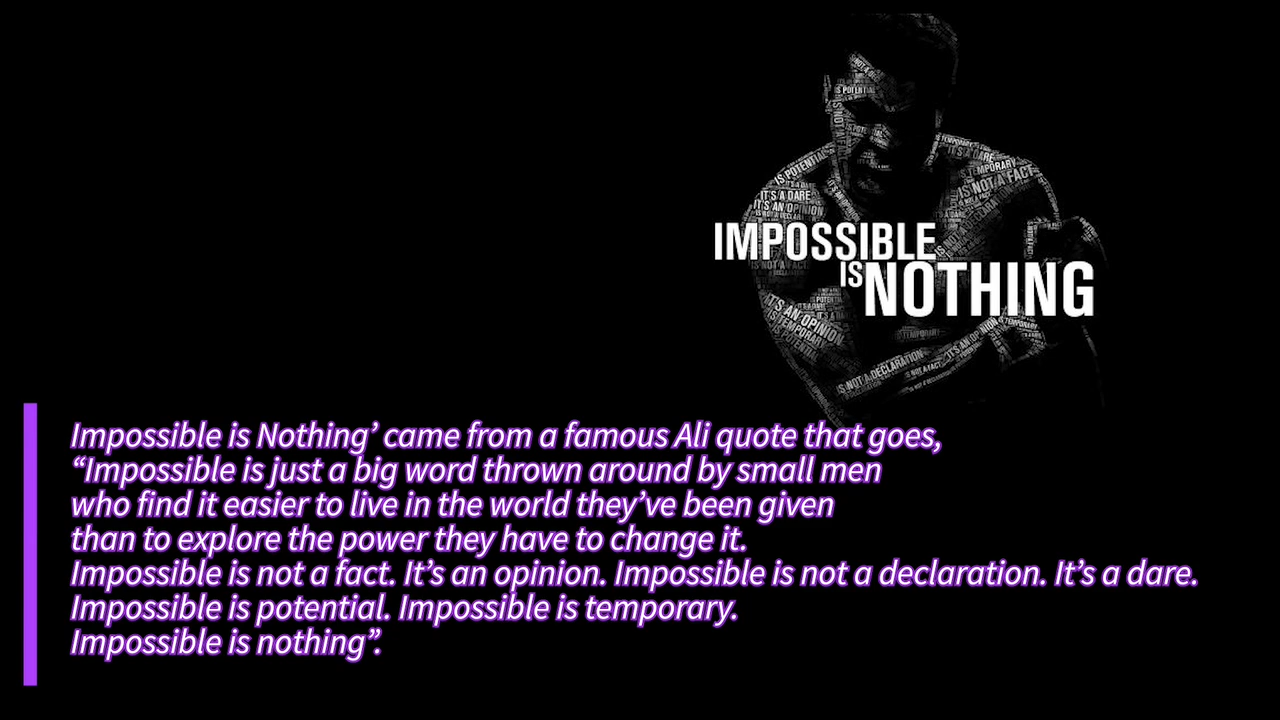 IMPOSSIBLE
IS NOTHING
Impossible is Nothing’ came from a famous Ali quote that goes,
“Impossible is just a big word thrown around by small men
who find it easier to live in the world they’ve been given
than to explore the power they have to change it.
Impossible is not a fact. It’s an opinion. Impossible is not a declaration. It’s a dare.
Impossible is potential. Impossible is temporary.
Impossible is nothing”.